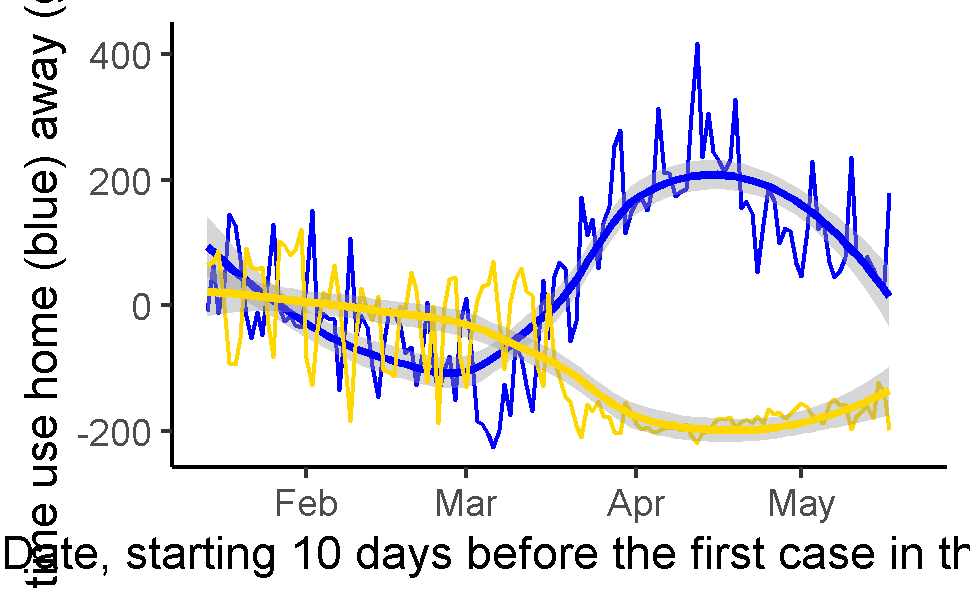 time use home (blue) away (
400
200
0
-200
Feb Mar Apr May
Date, starting 10 days before the first case in th